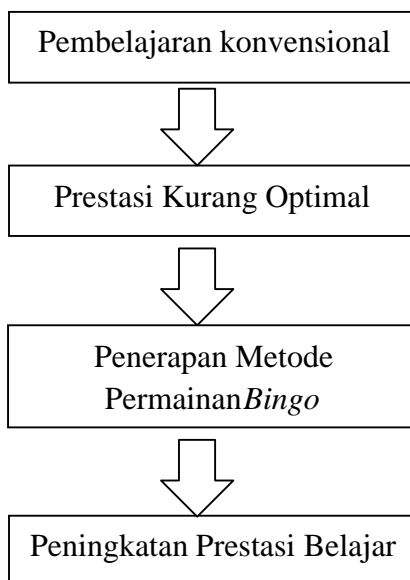 Pembelajaran konvensional
Prestasi Kurang Optimal
Penerapan Metode
PermainanBingo
Peningkatan Prestasi Belajar